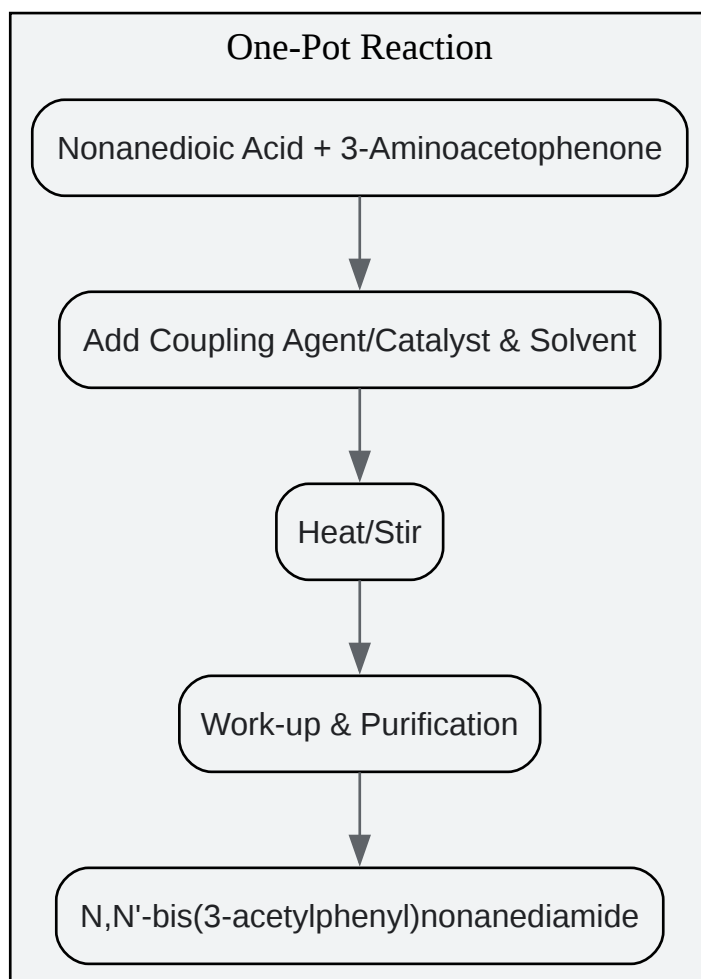 One-Pot Reaction
Nonanedioic Acid + 3-Aminoacetophenone
Add Coupling Agent/Catalyst & Solvent
Heat/Stir
Work-up & Purification
N,N'-bis(3-acetylphenyl)nonanediamide